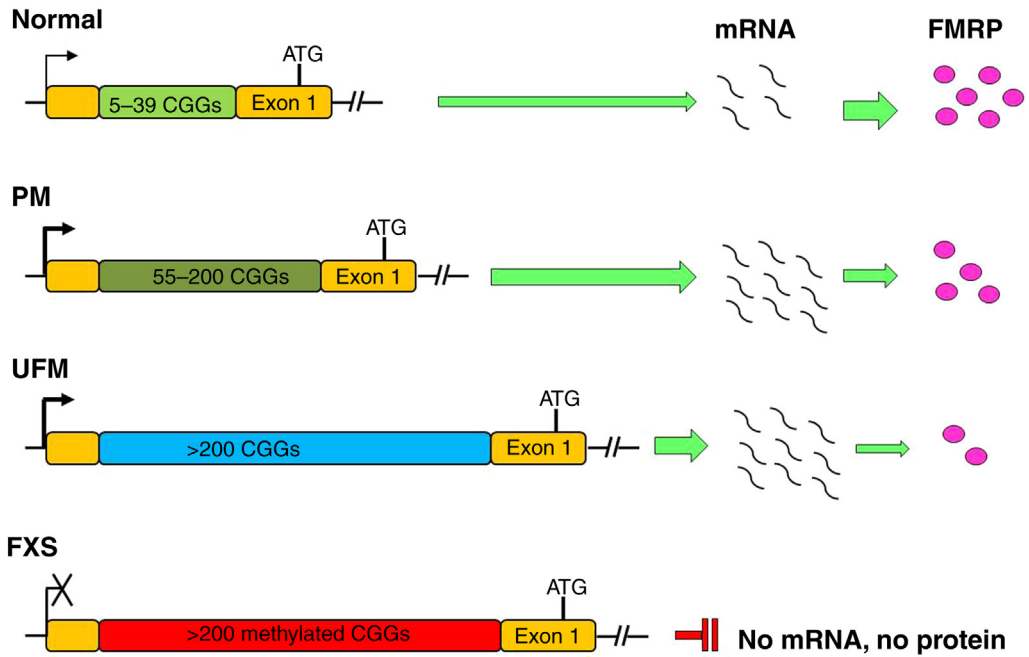 Normal
mRNA
FMRP
ATG
5–39 CGGs
Exon 1
PM
ATG
55–200 CGGs
Exon 1
UFM
ATG
>200 CGGs
Exon 1
FXS
ATG
>200 methylated CGGs
Exon 1
No mRNA, no protein